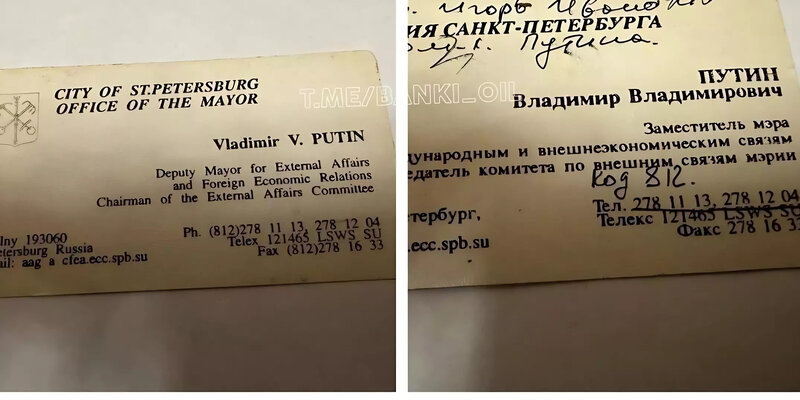 CITY OF ST.PETERSBURG
OFFICE OF THE MAYOR
Vladimir V. PUTIN
Deputy Mayor for External Affairs
and Foreign Economic Relations
Chairman of the External Affairs Committee
lny 193060
etersburg Russia
ail: aag a cfea.ecc.spb.su
Ph. (812)278 11 13, 278 12 04
Telex 121465 LSWS SU
Fax (812)278 16 33
T.ME/BANKI_OIL
Игорь
ИЯ САНКТ-ПЕТЕРБУРГА
Путина.
ПУТИН
Владимир Владимирович
Заместитель мэра
дународным и внешнеэкономическим связям
едатель комитета по внешним связям мэрии
Код 812.
тербург,
.ecc.spb.su
Тел. 278 11 13, 278 12 04
Телекс 121465 LSWS SU
Факс 278 16 33